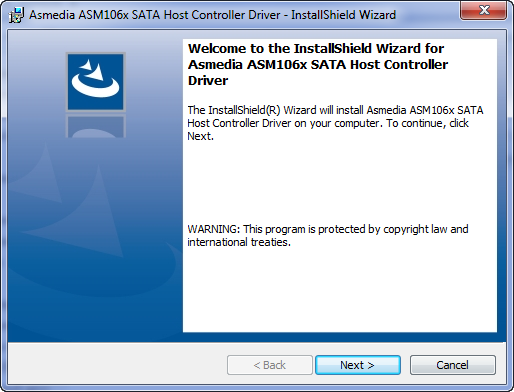 Asmedia ASM106x SATA Host Controller Driver - InstallShield Wizard
Welcome to the InstallShield Wizard for
Asmedia ASM106x SATA Host Controller
Driver
The InstallShield(R) Wizard will install Asmedia ASM106x SATA
Host Controller Driver on your computer. To continue, click
Next.
WARNING: This program is protected by copyright law and
international treaties.
< Back
Next >
Cancel